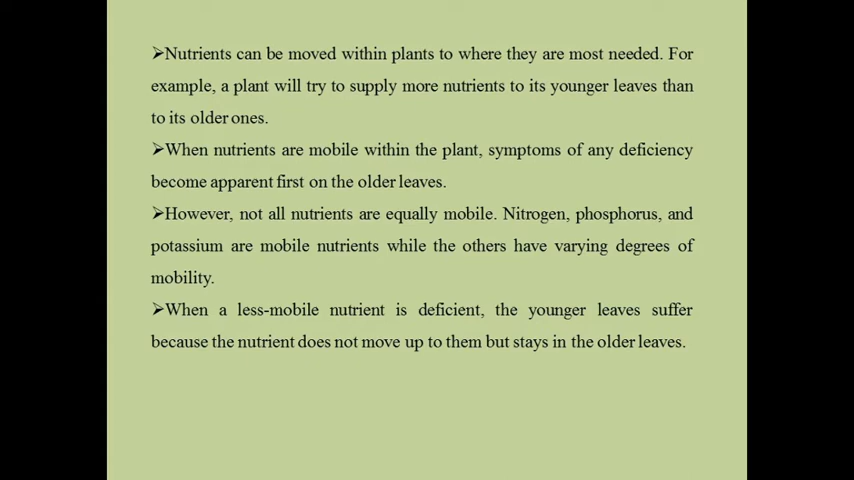 ➢Nutrients can be moved within plants to where they are most needed. For
example, a plant will try to supply more nutrients to its younger leaves than
to its older ones.
➢When nutrients are mobile within the plant, symptoms of any deficiency
become apparent first on the older leaves.
➢However, not all nutrients are equally mobile. Nitrogen, phosphorus, and
potassium are mobile nutrients while the others have varying degrees of
mobility.
➢When a less-mobile nutrient is deficient, the younger leaves suffer
because the nutrient does not move up to them but stays in the older leaves.